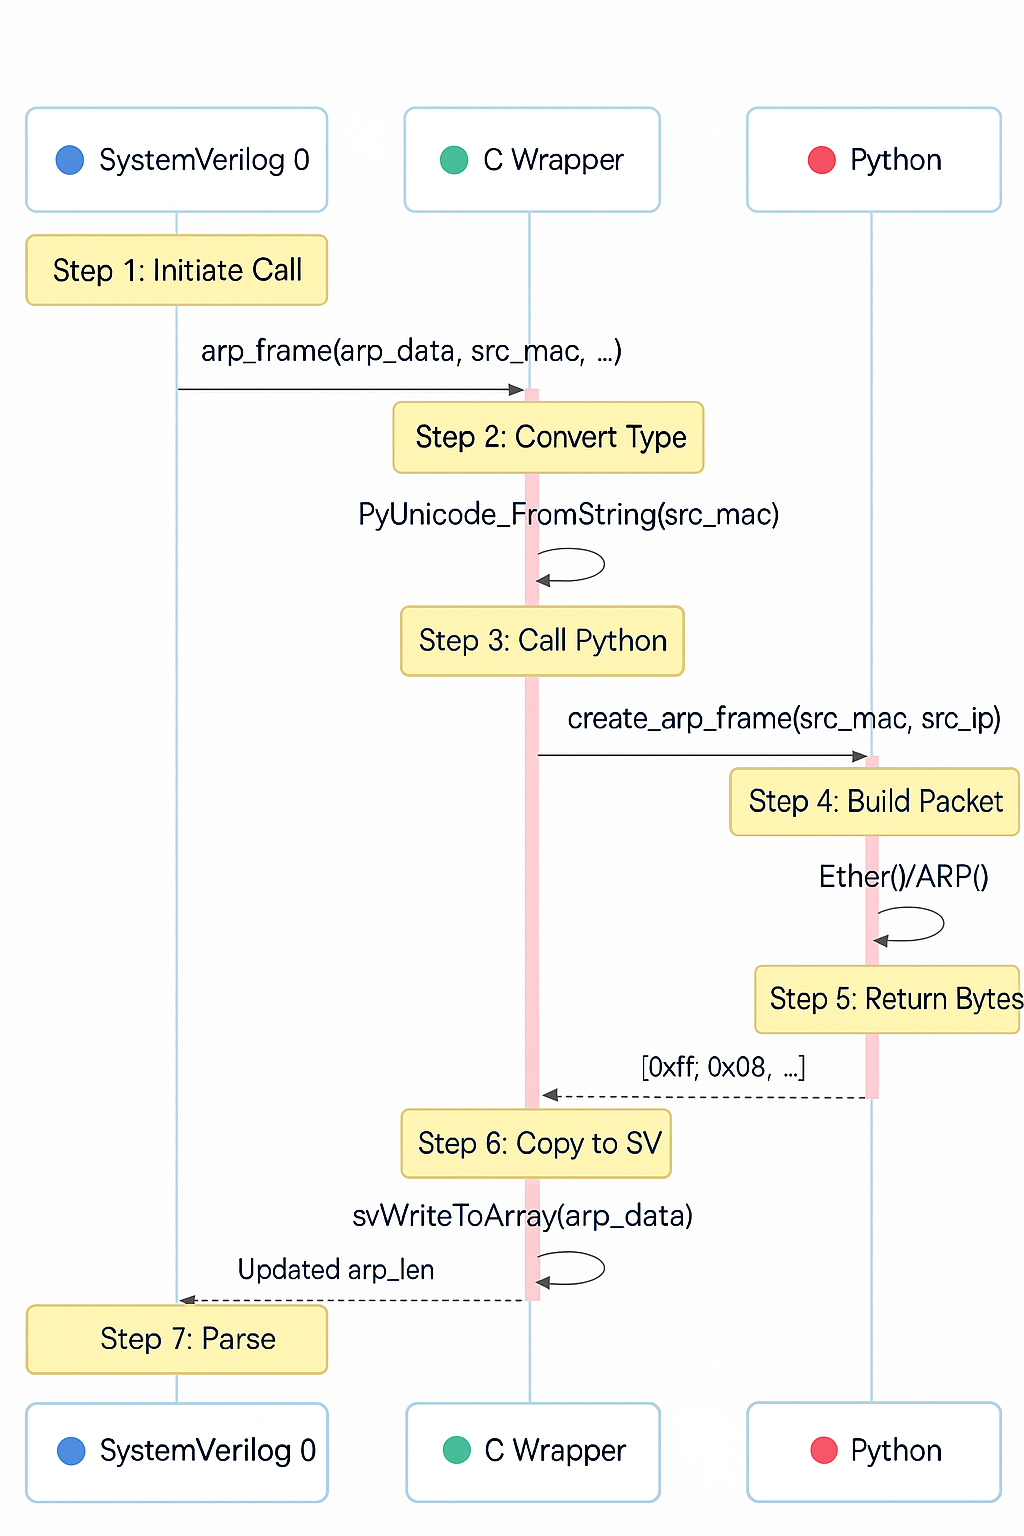 SystemVerilog 0
C Wrapper
Python
Step 1: Initiate Call
arp_frame(arp_data, src_mac, ...)
Step 2: Convert Type
PyUnicode_FromString(src_mac)
Step 3: Call Python
create_arp_frame(src_mac, src_ip)
Step 4: Build Packet
Ether()/ARP()
Step 5: Return Bytes
[0xff; 0x08, ...]
Step 6: Copy to SV
svWriteToArray(arp_data)
Updated arp_len
Step 7: Parse
SystemVerilog 0
C Wrapper
Python